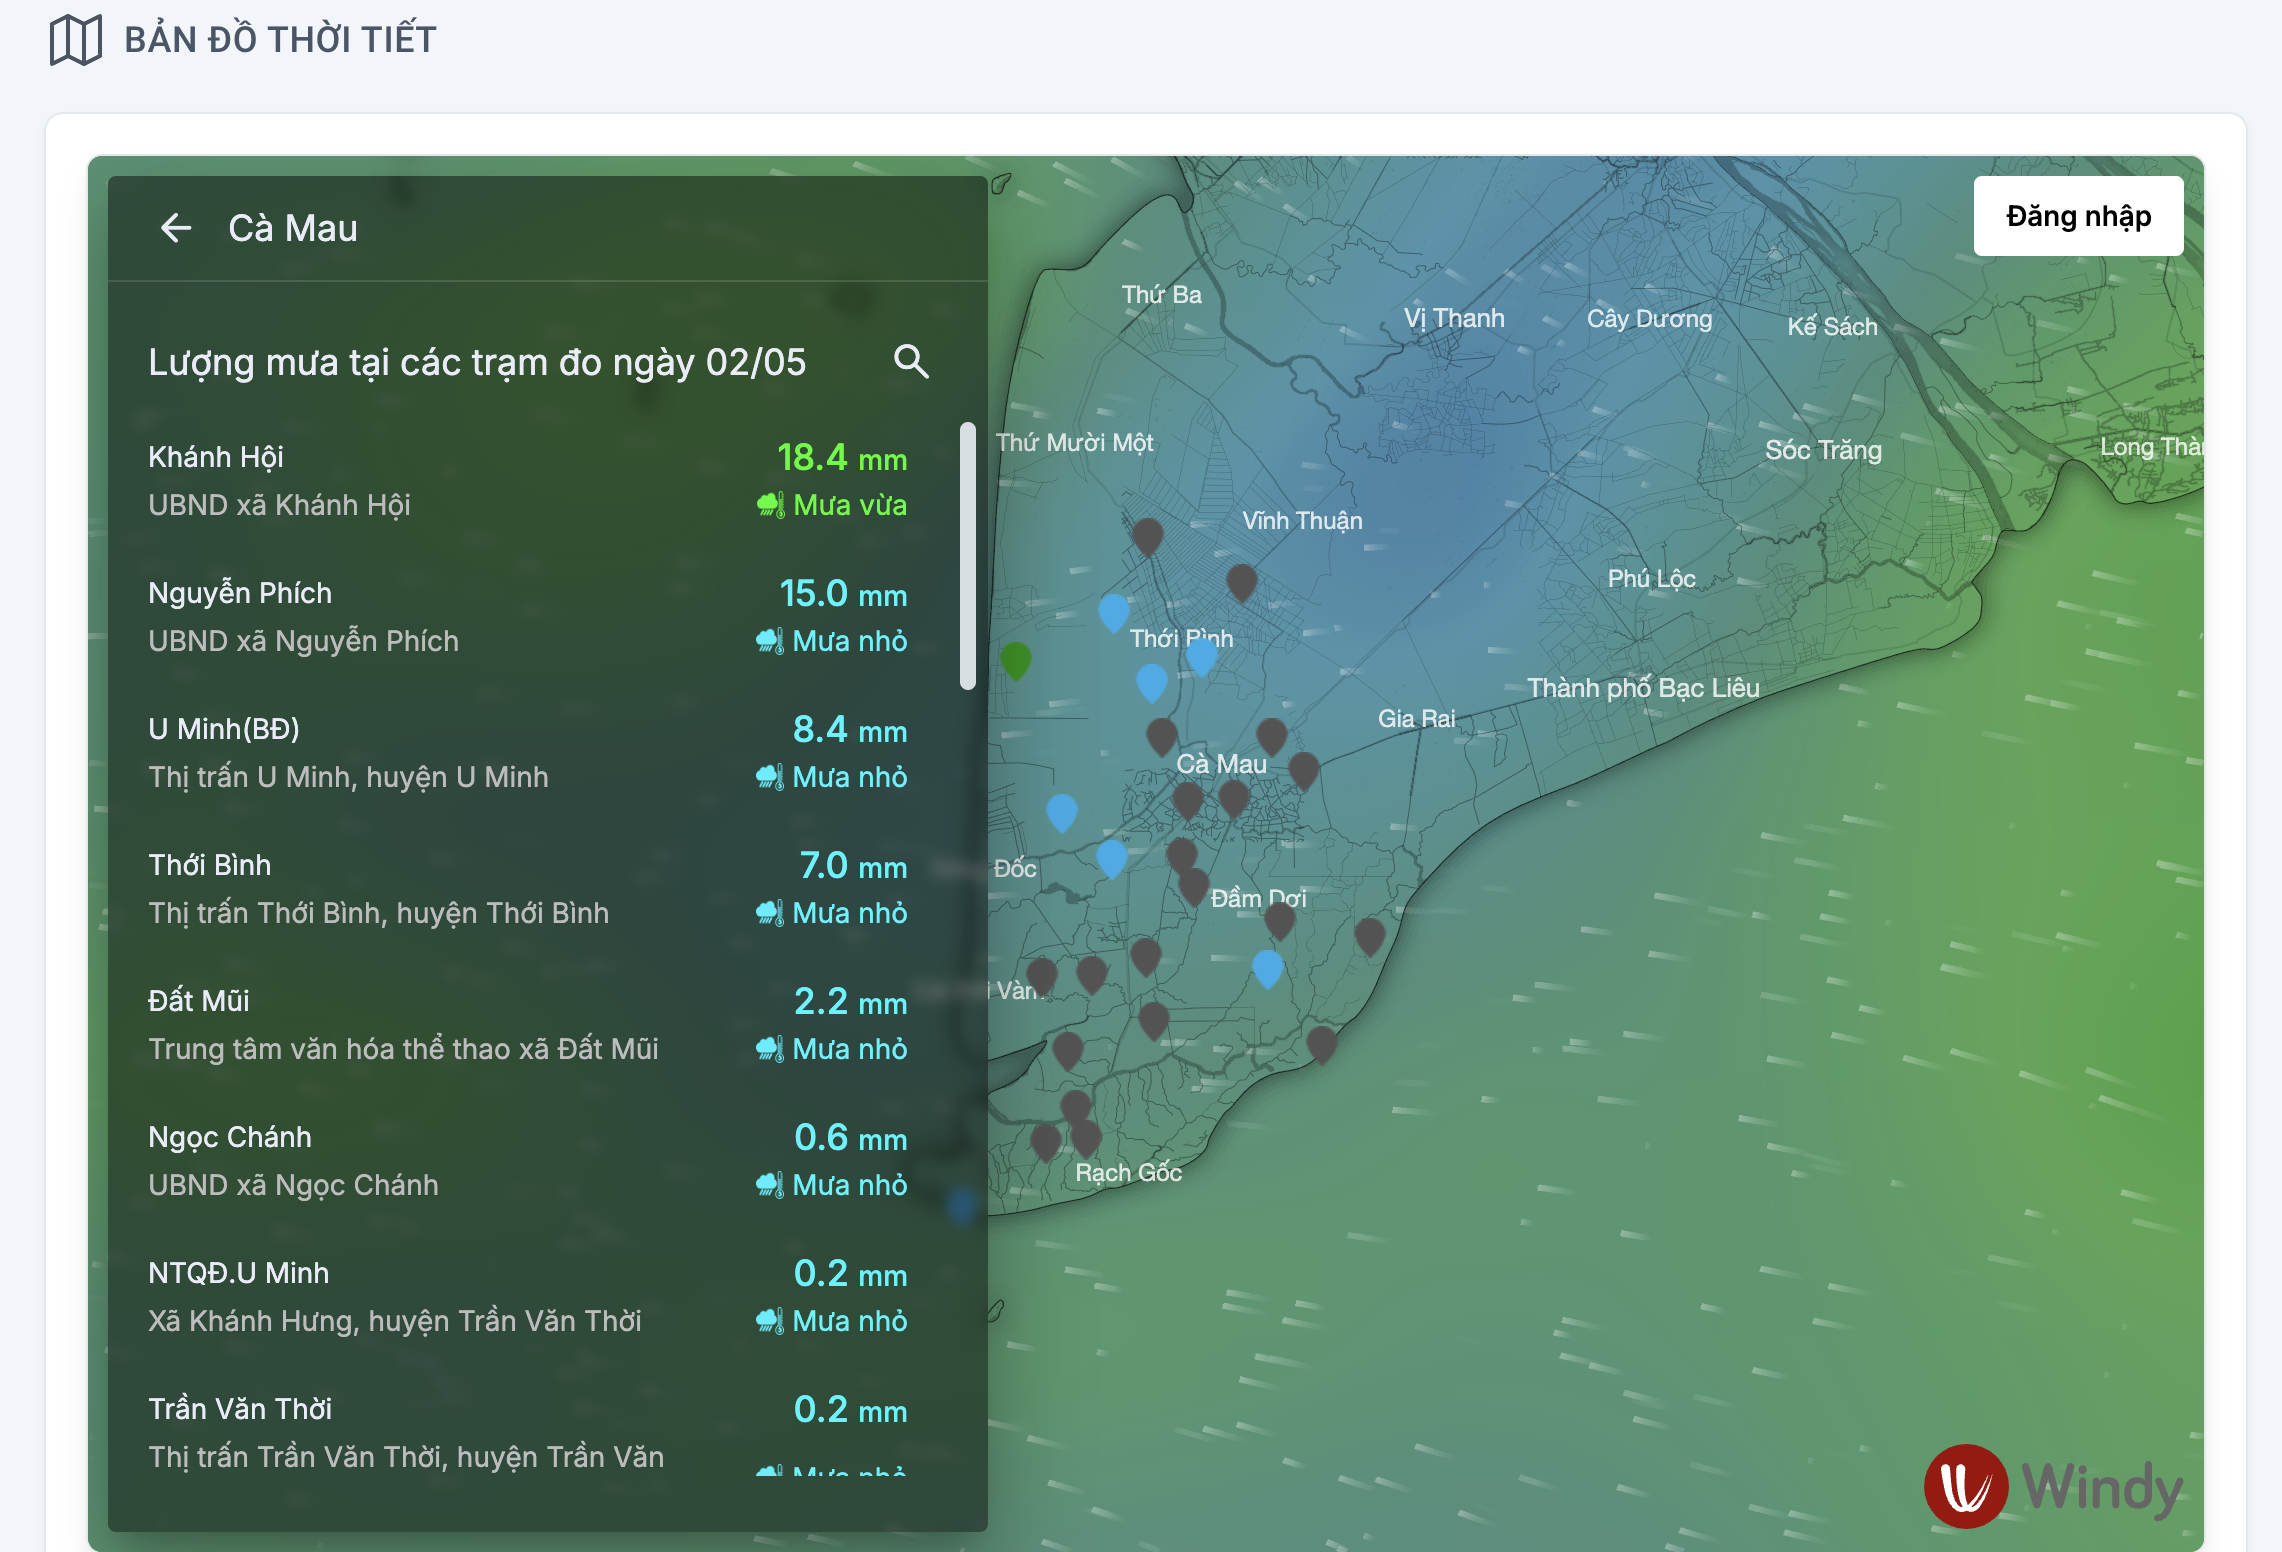 BẢN ĐỒ THỜI TIẾT
Cà Mau
Đăng nhập
Lượng mưa tại các trạm đo ngày 02/05
Khánh Hội
18.4 mm
UBND xã Khánh Hội
Mưa vừa
Nguyễn Phích
15.0 mm
UBND xã Nguyễn Phích
Mưa nhỏ
U Minh(BĐ)
8.4 mm
Thị trấn U Minh, huyện U Minh
Mưa nhỏ
Thới Bình
7.0 mm
Thị trấn Thới Bình, huyện Thới Bình
Mưa nhỏ
Đất Mũi
2.2 mm
Trung tâm văn hóa thể thao xã Đất Mũi
Mưa nhỏ
Ngọc Chánh
0.6 mm
UBND xã Ngọc Chánh
Mưa nhỏ
NTQĐ.U Minh
0.2 mm
Xã Khánh Hưng, huyện Trần Văn Thời
Mưa nhỏ
Trần Văn Thời
0.2 mm
Thị trấn Trần Văn Thời, huyện Trần Văn
Mưa nhỏ
Thứ Ba
Vị Thanh
Cây Dương
Kế Sách
Thứ Mười Một
Sóc Trăng
Long Thàn
Vĩnh Thuận
Phú Lộc
Thới Bình
Thành phố Bạc Liêu
Gia Rai
Cà Mau
Đốc
Đầm Dơi
Vàm
Rạch Gốc
Windy